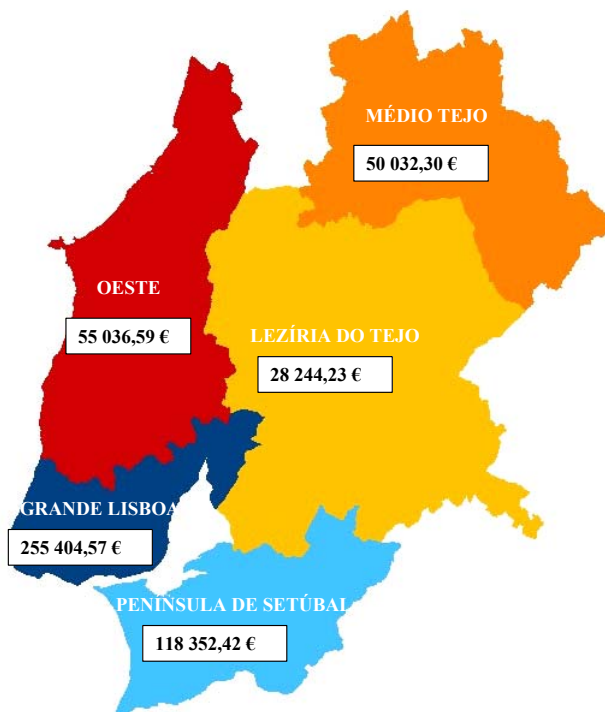 MÉDIO TEJO
50 032,30 €
OESTE
55 036,59 €
LEZÍRIA DO TEJO
28 244,23 €
GRANDE LISBOA
255 404,57 €
PENÍNSULA DE SETÚBAL
118 352,42 €